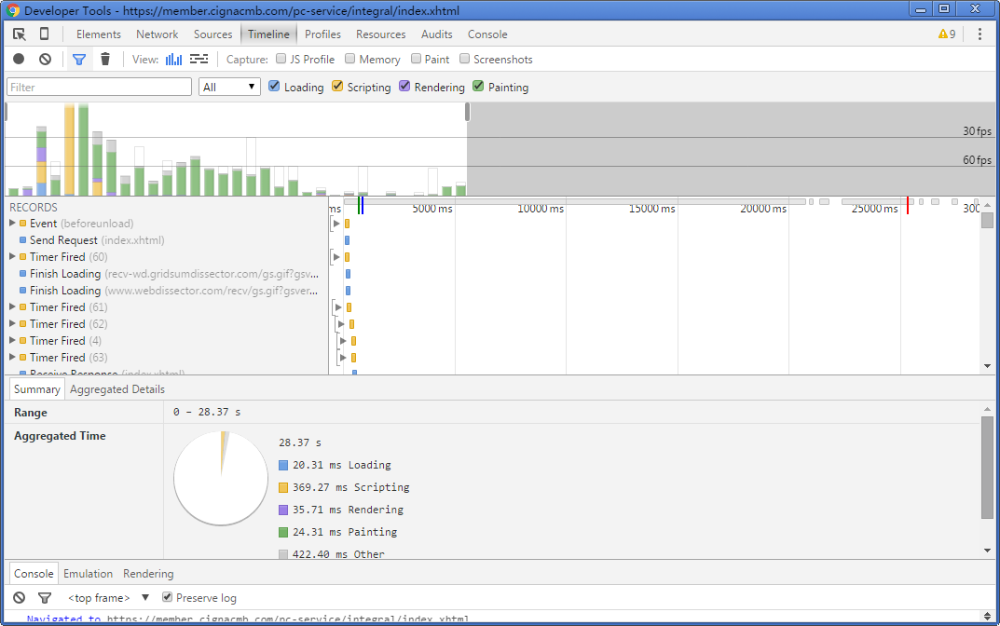 Developer Tools - https://member.cignacmb.com/pc-service/integral/index.xhtml
Elements Network Sources Timeline Profiles Resources Audits Console 9
View: Capture: JS Profile Memory Paint Screenshots
Filter All Loading Scripting Rendering Painting
30 fps
60 fps
RECORDS ms 5000 ms 10000 ms 15000 ms 20000 ms 25000 ms 300
Event (beforeunload)
Send Request (index.xhtml)
Timer Fired (60)
Finish Loading (recv-wd.gridsumdissector.com/gs.gif?gsv...
Finish Loading (www.webdissector.com/recv/gs.gif?gsver...
Timer Fired (61)
Timer Fired (62)
Timer Fired (4)
Timer Fired (63)
Receive Response (index.xhtml)
Summary Aggregated Details
Range 0 – 28.37 s
Aggregated Time
28.37 s
20.31 ms Loading
369.27 ms Scripting
35.71 ms Rendering
24.31 ms Painting
422.40 ms Other
Console Emulation Rendering
<top frame> Preserve log
Navigated to https://member.cignacmb.com/pc-service/integral/index.xhtml